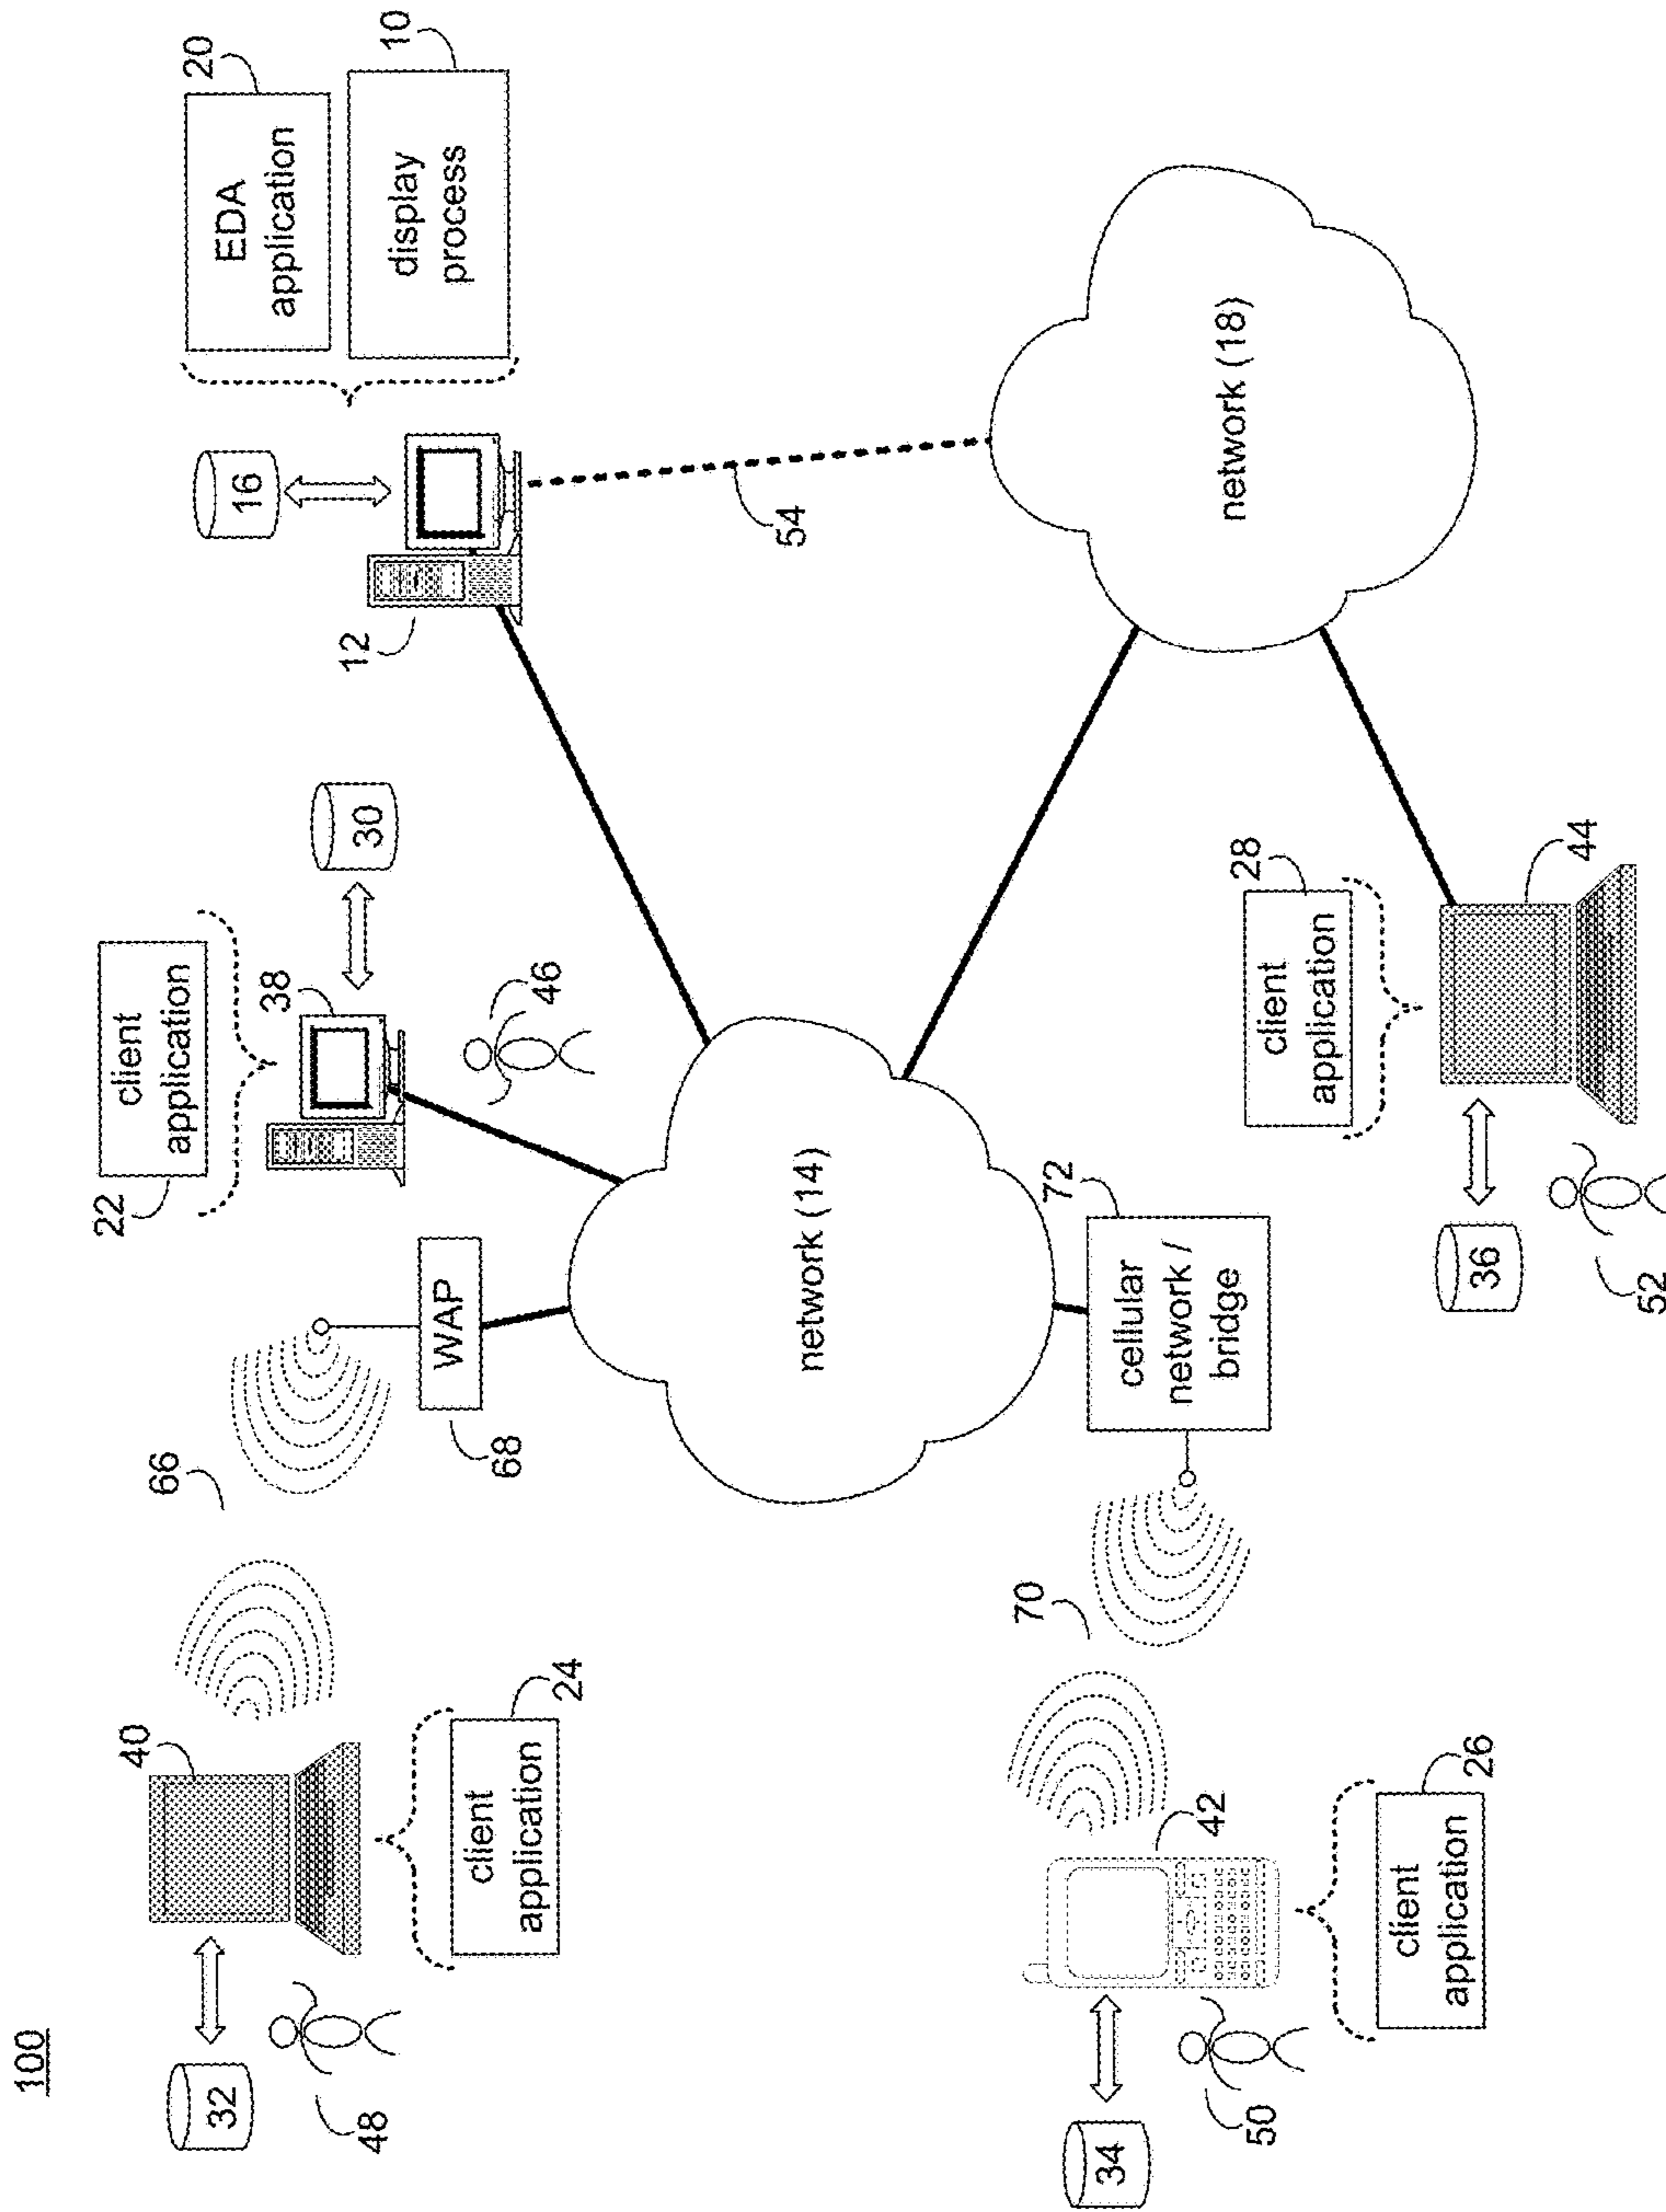 100
32
48
40
client
application
24
66
WAP
68
client
application
22
38
30
46
16
12
EDA
application
20
display
process
10
54
network (14)
network (18)
34
50
42
client
application
26
70
cellular
network /
bridge
72
client
application
28
36
52
44